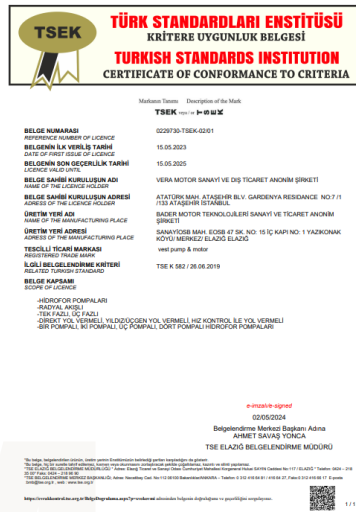 TSEK
TÜRK STANDARDLARI ENSTİTÜSÜ
KRİTERE UYGUNLUK BELGESİ
TURKISH STANDARDS INSTITUTION
CERTIFICATE OF CONFORMANCE TO CRITERIA
Markanın Tanımı Description of the Mark
TSEK veya / or TSEK
BELGE NUMARASI 0229730-TSEK-02/01
REFERENCE NUMBER OF LICENCE
BELGENİN İLK VERİLİŞ TARİHİ 15.05.2023
DATE OF FIRST ISSUE OF LICENCE
BELGENİN SON GEÇERLİLİK TARİHİ 15.05.2025
LICENCE VALID UNTIL
BELGE SAHİBİ KURULUŞUN ADI VERA MOTOR SANAYİ VE DIŞ TİCARET ANONİM ŞİRKETİ
NAME OF THE LICENCE HOLDER
BELGE SAHİBİ KURULUŞUN ADRESİ ATATÜRK MAH. ATAŞEHİR BLV. GARDENYA RESIDANCE NO:7 /1
ADRESS OF THE LICENCE HOLDER /133 ATAŞEHİR İSTANBUL
ÜRETİM YERİ ADI BADER MOTOR TEKNOLOJİLERİ SANAYİ VE TİCARET ANONİM
NAME OF THE MANUFACTURING PLACE ŞİRKETİ
ÜRETİM YERİ ADRESİ SANAYİOSB MAH. EOSB 47 SK. NO: 15 İÇ KAPI NO: 1 YAZIKONAK
ADRESS OF THE MANUFACTURING PLACE KÖYÜ/ MERKEZ/ ELAZIĞ ELAZIĞ
TESCİLLİ TİCARİ MARKASI vest pump & motor
REGISTERED TRADE MARK
İLGİLİ BELGELENDİRME KRİTERİ TSE K 582 / 26.06.2019
RELATED TURKISH STANDARD
BELGE KAPSAMI
SCOPE OF LICENCE
-HİDROFOR POMPALARI
-RADYAL AKIŞLI
-TEK FAZLI, ÜÇ FAZLI
-DİREKT YOL VERMELİ, YILDIZ/ÜÇGEN YOL VERMELİ, HIZ KONTROL İLE YOL VERMELİ
-BİR POMPALI, İKİ POMPALI, ÜÇ POMPALI, DÖRT POMPALI HİDROFOR POMPALARI
e-imzalı/e-signed
02/05/2024
Belgelendirme Merkezi Başkanı Adına
AHMET SAVAŞ YONCA
TSE ELAZIĞ BELGELENDİRME MÜDÜRÜ
1 / 1